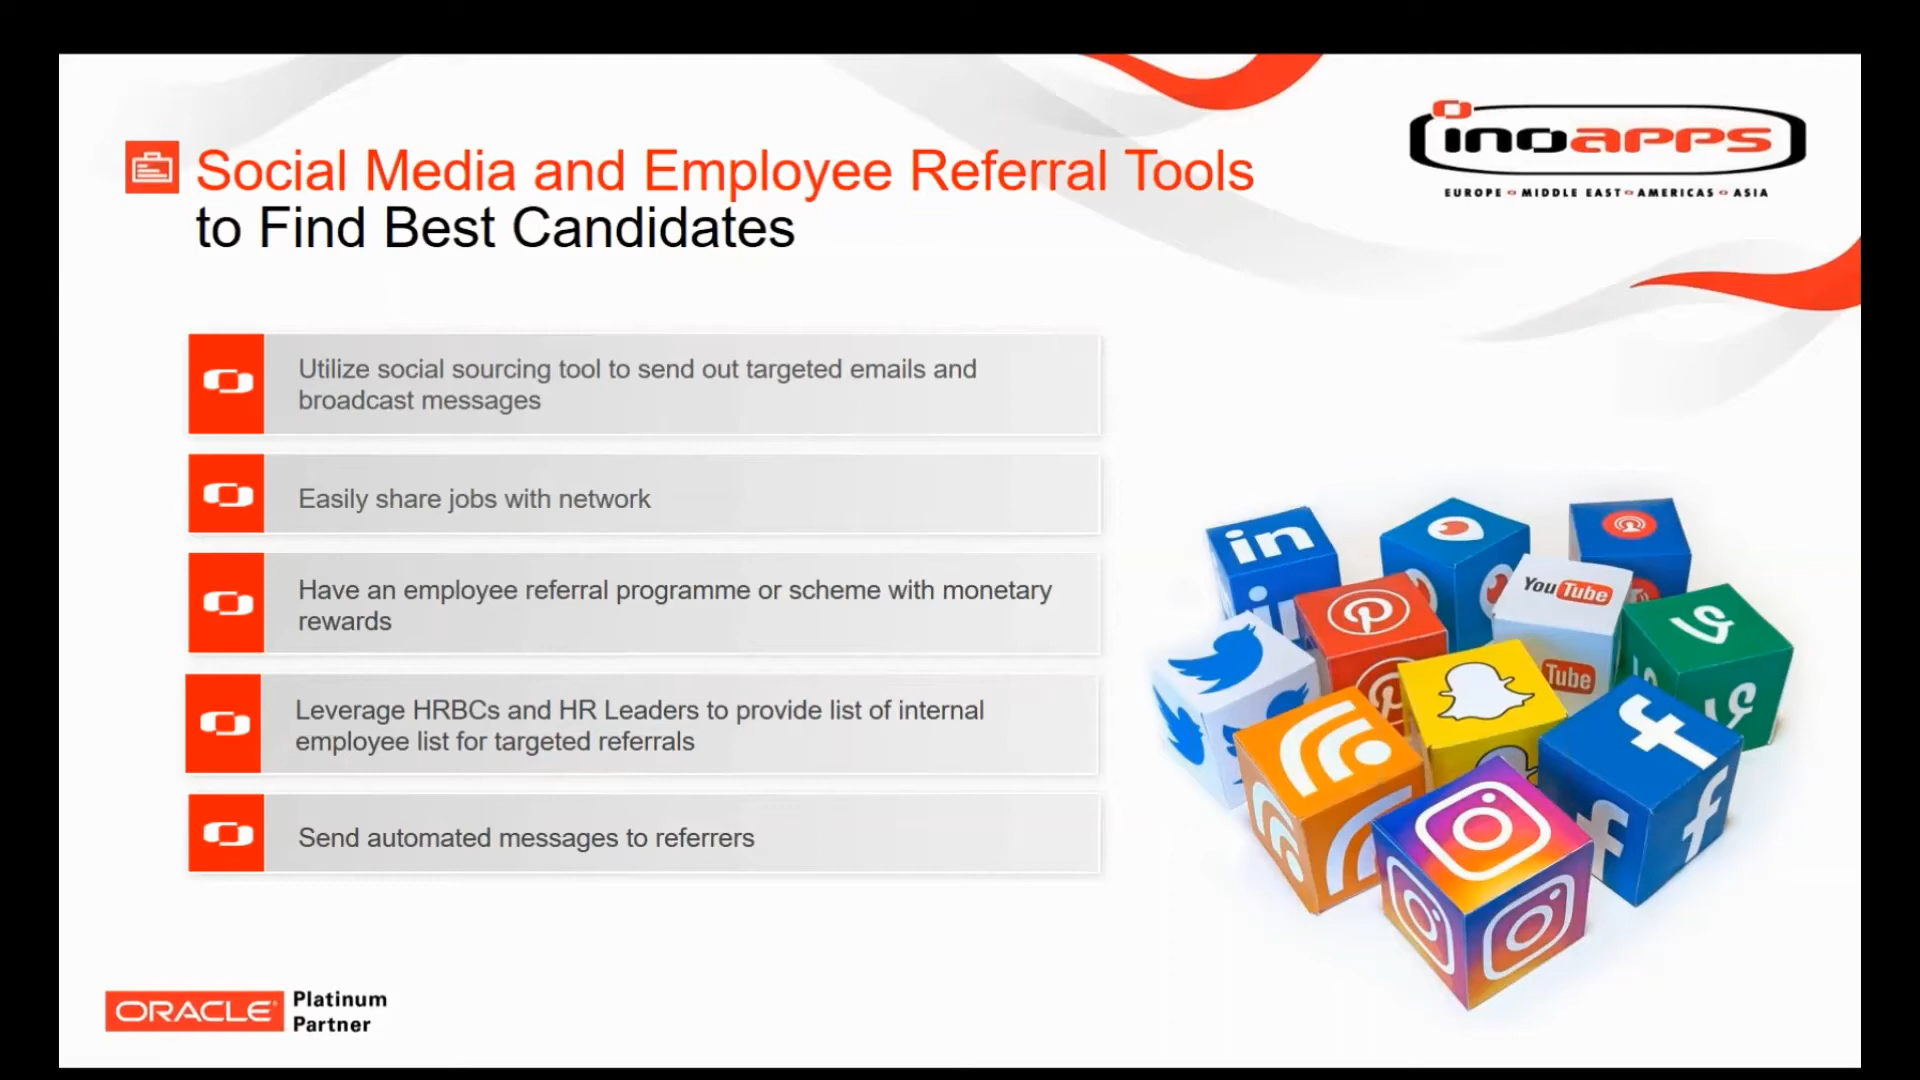 Social Media and Employee Referral Tools
to Find Best Candidates
inoapps
EUROPE MIDDLE EAST AMERICAS ASIA
Utilize social sourcing tool to send out targeted emails and
broadcast messages
Easily share jobs with network
Have an employee referral programme or scheme with monetary
rewards
Leverage HRBCs and HR Leaders to provide list of internal
employee list for targeted referrals
Send automated messages to referrers
in
in
You Tube
Tube
f
f
f
ORACLE
Platinum
Partner